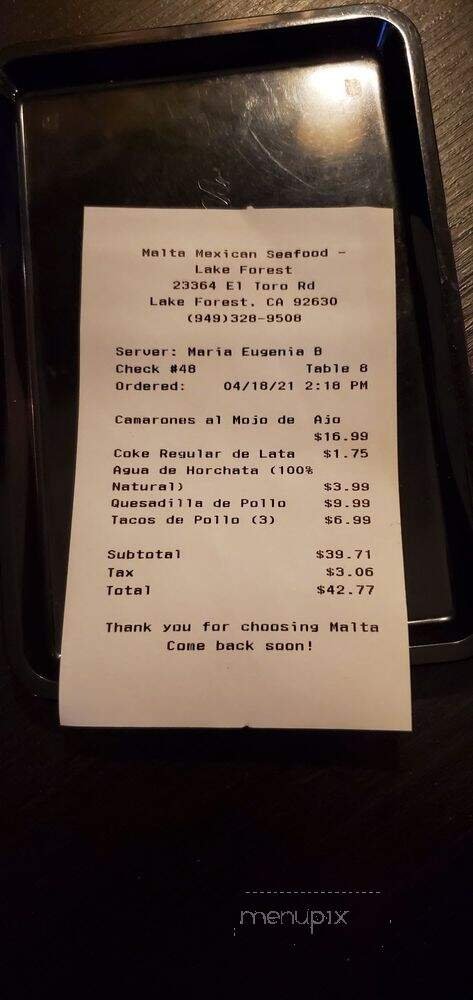 Malta Mexican Seafood -
Lake Forest
23364 El Toro Rd
Lake Forest, CA 92630
(949)328-9508
Server: Maria Eugenia B
Check #48 Table 8
Ordered: 04/18/21 2:18 PM
Camarones al Mojo de Ajo
$16.99
Coke Regular de Lata $1.75
Agua de Horchata (100%
Natural) $3.99
Quesadilla de Pollo $9.99
Tacos de Pollo (3) $6.99
Subtotal $39.71
Tax $3.06
Total $42.77
Thank you for choosing Malta
Come back soon!
menupix